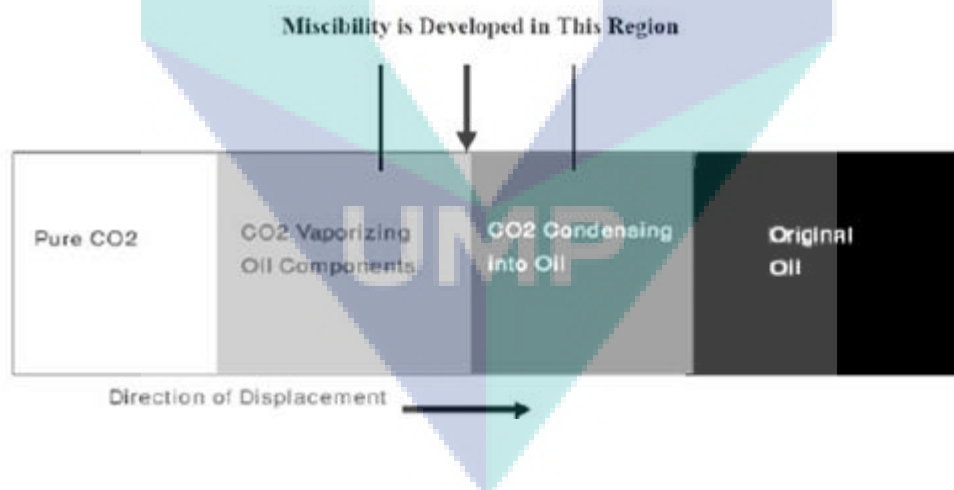 Miscibility is Developed in This Region
Pure CO2
CO2 Vaporizing
Oil Components
CO2 Condensing
into Oil
Original
Oil
UMP
Direction of Displacement